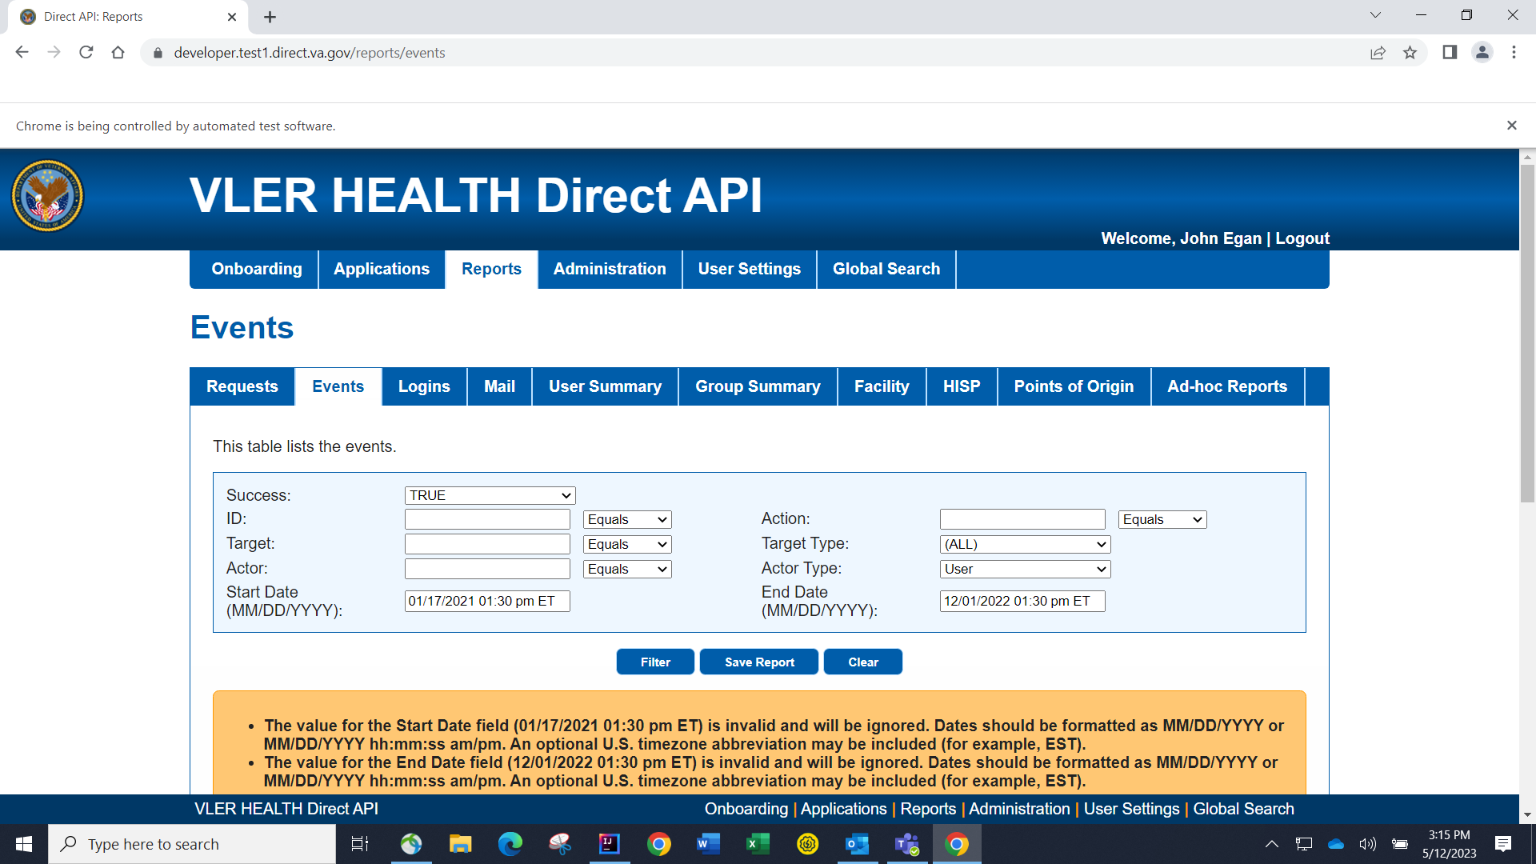 Direct API: Reports
developer.test1.direct.va.gov/reports/events
Chrome is being controlled by automated test software.
VLER HEALTH Direct API
Welcome, John Egan | Logout
Onboarding Applications Reports Administration User Settings Global Search
Events
Requests Events Logins Mail User Summary Group Summary Facility HISP Points of Origin Ad-hoc Reports
This table lists the events.
Success: TRUE
ID: Equals Action: Equals
Target: Equals Target Type: (ALL)
Actor: Equals Actor Type: User
Start Date End Date
(MM/DD/YYYY): 01/17/2021 01:30 pm ET (MM/DD/YYYY): 12/01/2022 01:30 pm ET
Filter Save Report Clear
• The value for the Start Date field (01/17/2021 01:30 pm ET) is invalid and will be ignored. Dates should be formatted as MM/DD/YYYY or
MM/DD/YYYY hh:mm:ss am/pm. An optional U.S. timezone abbreviation may be included (for example, EST).
• The value for the End Date field (12/01/2022 01:30 pm ET) is invalid and will be ignored. Dates should be formatted as MM/DD/YYYY or
MM/DD/YYYY hh:mm:ss am/pm. An optional U.S. timezone abbreviation may be included (for example, EST).
VLER HEALTH Direct API Onboarding | Applications | Reports | Administration | User Settings | Global Search
Type here to search
3:15 PM
5/12/2023